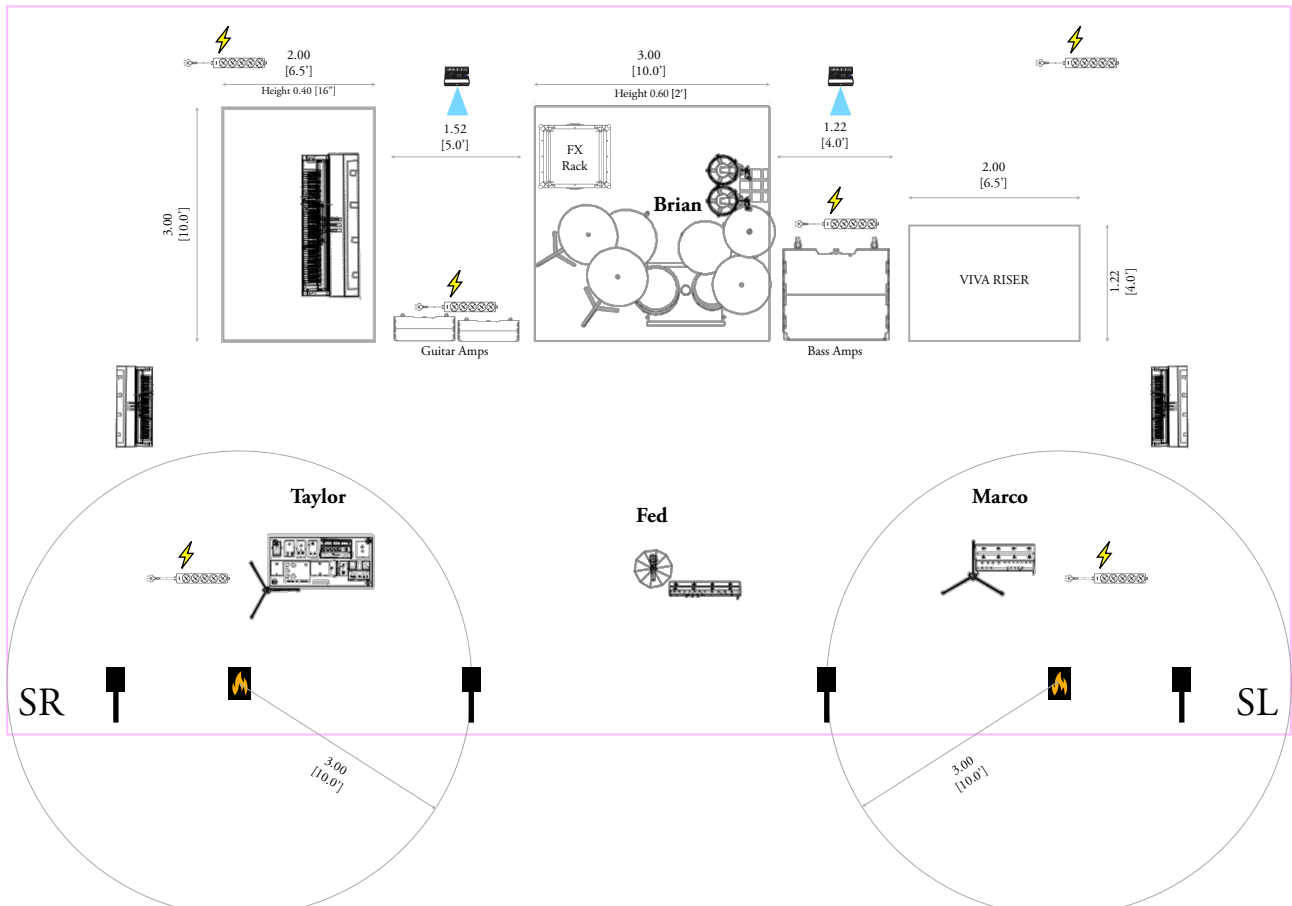 2.00
[6.5’]
Height 0.40 [16”]
3.00
[10.0’]
Height 0.60 [2’]
1.52
[5.0’]
1.22
[4.0’]
2.00
[6.5’]
3.00
[10.0’]
FX
Rack
Brian
VIVA RISER
1.22
[4.0’]
Guitar Amps
Bass Amps
Taylor
Fed
Marco
SR
SL
3.00
[10.0’]
3.00
[10.0’]